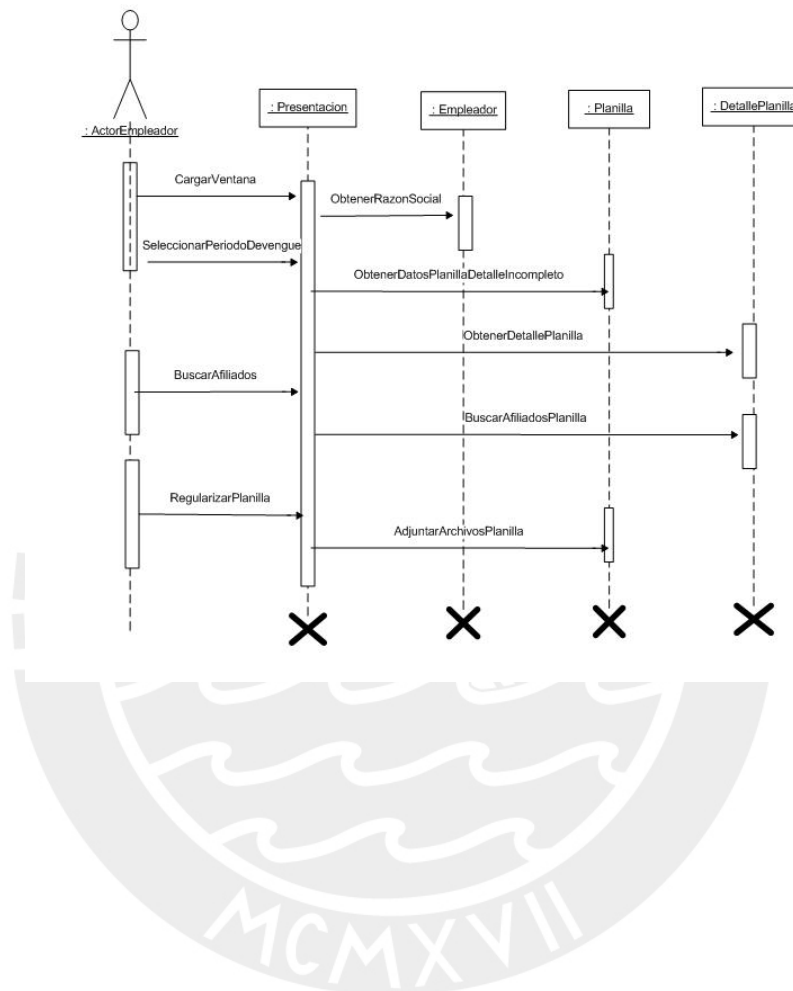 : ActorEmpleador
: Presentacion
: Empleador
: Planilla
: DetallePlanilla
CargarVentana
ObtenerRazonSocial
SeleccionarPeriodoDevengue
ObtenerDatosPlanillaDetalleIncompleto
ObtenerDetallePlanilla
BuscarAfiliados
BuscarAfiliadosPlanilla
RegularizarPlanilla
AdjuntarArchivosPlanilla
MCMXVII